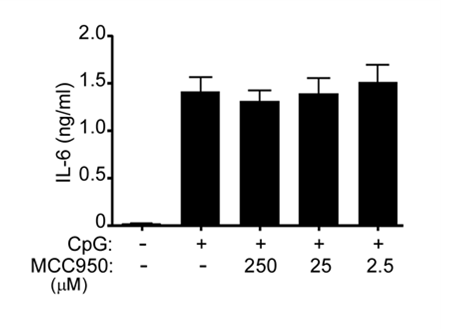 2.0
1.5
1.0
0.5
0
IL-6 (ng/ml)
CpG: - + + + +
MCC950: - - 250 25 2.5
(μM)